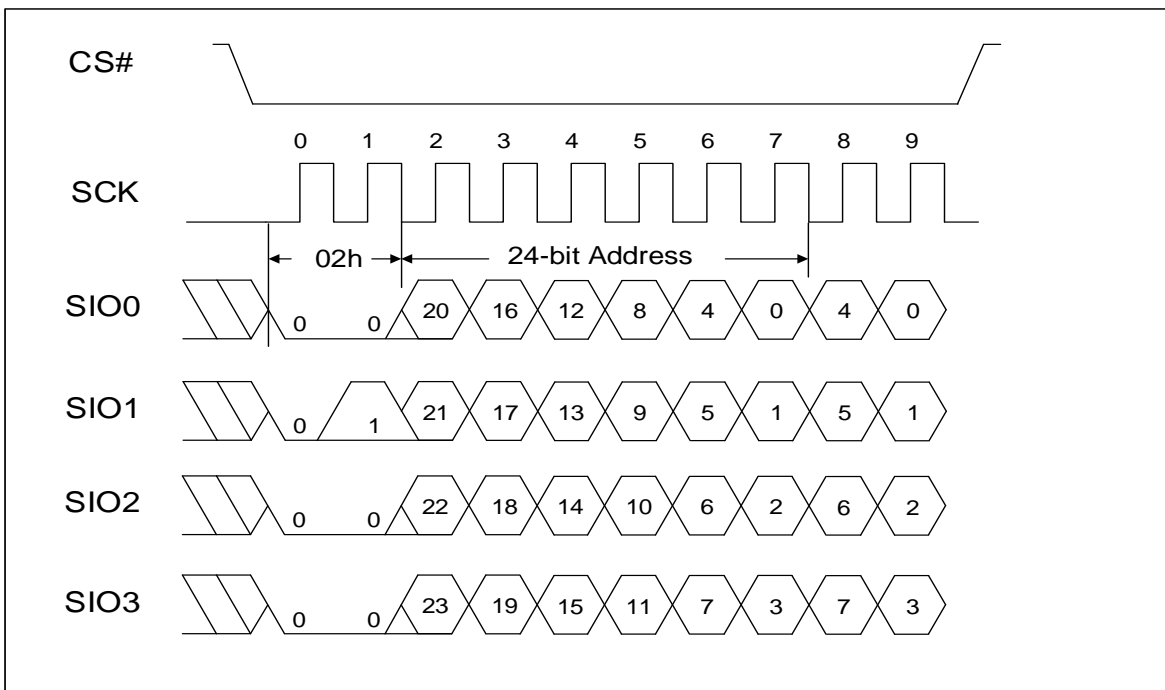 CS#
0 1 2 3 4 5 6 7 8 9
SCK
02h 24-bit Address
SIO0 0 0 20 16 12 8 4 0 4 0
SIO1 0 1 21 17 13 9 5 1 5 1
SIO2 0 0 22 18 14 10 6 2 6 2
SIO3 0 0 23 19 15 11 7 3 7 3